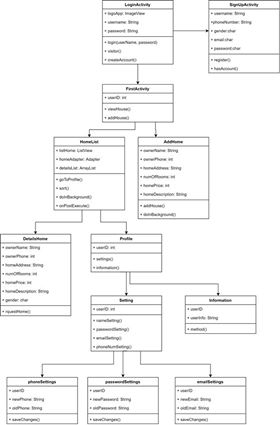 LoginActivity
+ logoApp: ImageView
+ username: String
+ password: String
+ login(userName, password)
+ visitor()
+ createAccount()
SignUpActivity
+ username: String
+phoneNumber: String
+ gender:char
+ email:char
+ password:char
+ register()
+ hasAccount()
FirstActivity
+ userID: int
+ viewHouse()
+ addHouse()
HomeList
+ listHome: ListView
+ homeAdapter: Adapter
+ detailsList: ArrayList
+ goToProfile()
+ sort()
+ doInBackground()
+ onPostExecute()
AddHome
+ ownerName: String
+ ownerPhone: int
+ homeAddress: String
+ numOfRooms: int
+ homePrice: int
+ homeDescription: String
+ addHouse()
+ doInBackground()
DetailsHome
+ ownerName: String
+ ownerPhone: int
+ homeAddress: String
+ numOfRooms: int
+ homePrice: int
+ homeDescription: String
+ gender: char
+ rquestHome()
Profile
+ userID: int
+ settings()
+ information()
Setting
+ userID: int
+ nameSetting()
+ passwordSetting()
+ emailSetting()
+ phoneNumSetting()
Information
+ userID
+ userInfo: String
+ method()
phoneSettings
+ userID
+ newPhone: String
+ oldPhone: String
+ saveChanges()
passwordSettings
+ userID
+ newPassword: String
+ oldPassword: String
+ saveChanges()
emailSettings
+ userID
+ newEmail: String
+ oldEmail: String
+ saveChanges()